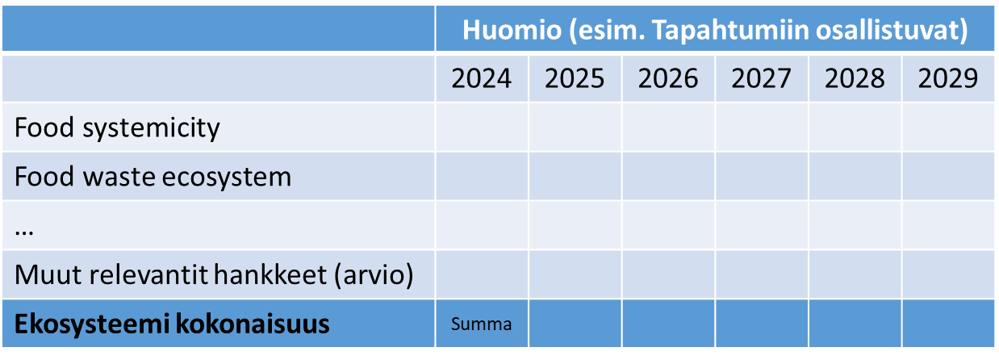 Huomio (esim. Tapahtumiin osallistuvat)
2024 2025 2026 2027 2028 2029
Food systemicity
Food waste ecosystem
...
Muut relevantit hankkeet (arvio)
Ekosysteemi kokonaisuus Summa